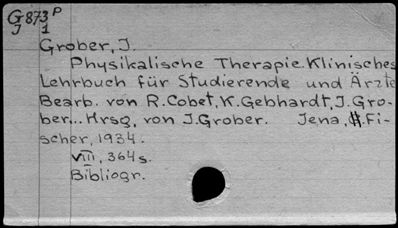 G873P
J 1
Grober, J.
Physikalische Therapie. Klinisches
Lehrbuch für Studierende und Ärzte
Bearb. von R. Cobet, K. Gebhardt, J. Gro-
ber... Hrsg. von J. Grober. Jena, G. Fi-
scher, 1934.
VIII, 364 s.
Bibliogr.